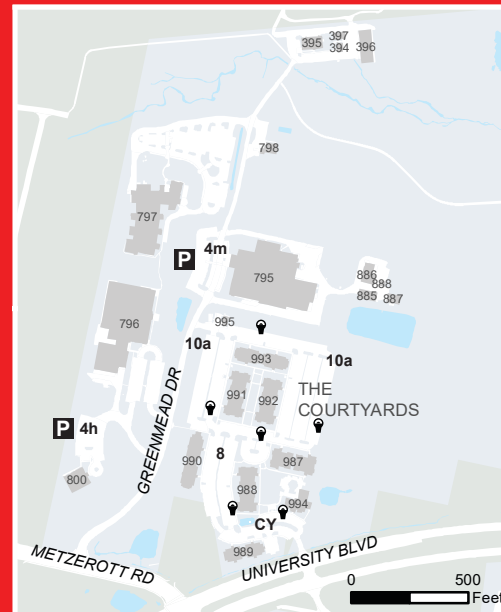 397
395
394
396
798
797
P 4m
795
886
888
885
887
796
995
10a
993
10a
991
992
THE
COURTYARDS
GREENMEAD DR
P 4h
8
990
987
800
988
994
CY
989
METZEROTT RD
UNIVERSITY BLVD
0
500
Feet